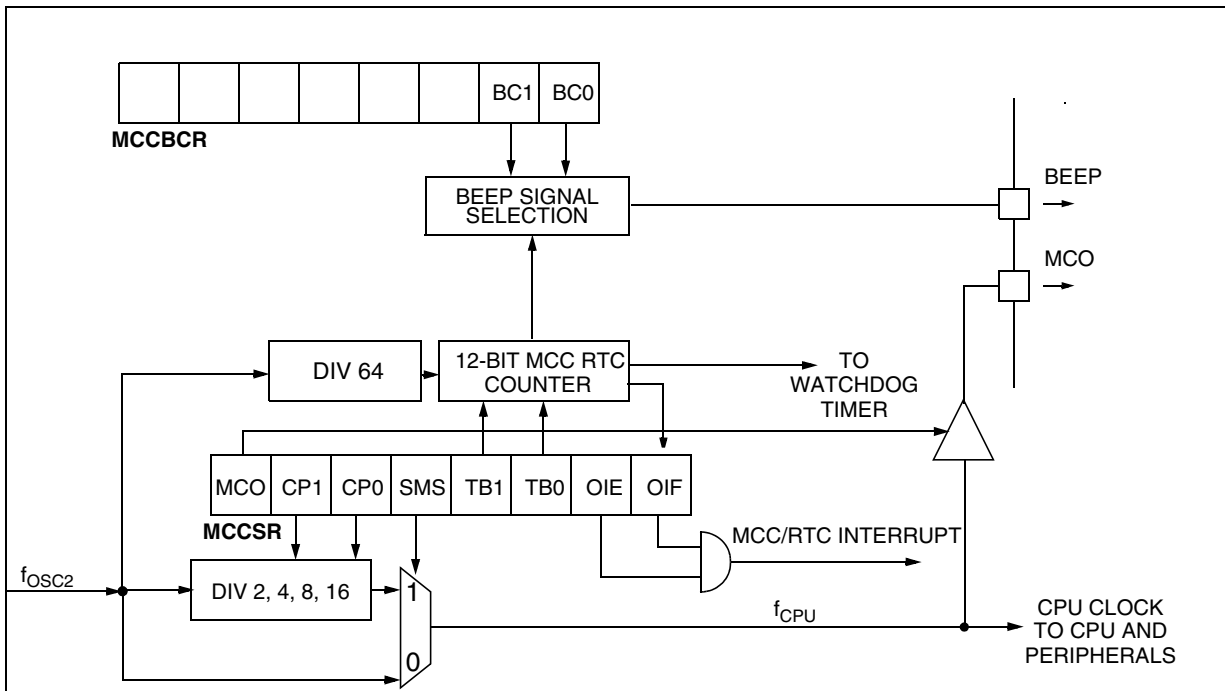 BC1 BC0
MCCBCR
BEEP SIGNAL
SELECTION
BEEP
MCO
DIV 64
12-BIT MCC RTC
COUNTER
TO
WATCHDOG
TIMER
MCO CP1 CP0 SMS TB1 TB0 OIE OIF
MCCSR
MCC/RTC INTERRUPT
fOSC2
DIV 2, 4, 8, 16
1
0
fCPU
CPU CLOCK
TO CPU AND
PERIPHERALS